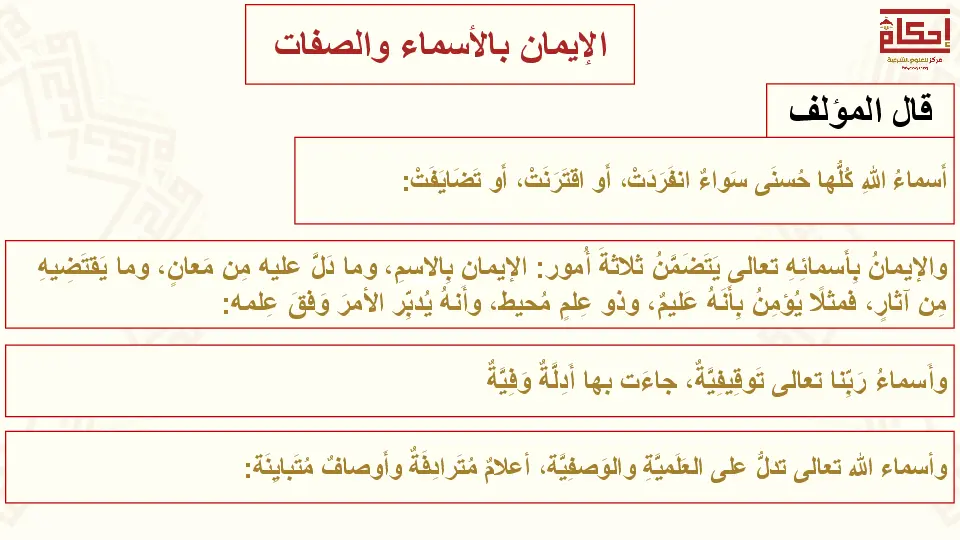 الإيمان بالأسماء والصفات
إحكام
مركز للعلوم الشرعية
قال المؤلف
أَسماءُ اللهِ كُلُّها حُسنَى سَواءٌ انفَرَدَتْ، أَو اقْتَرَنَتْ، أَو تَضَايَفَتْ:
والإيمانُ بِأَسمائِهِ تعالى يَتَضَمَّنُ ثلاثةَ أُمور: الإيمانِ بِالاسمِ، وما دَلَّ عليه مِن مَعانٍ، وما يَقتَضِيهِ
مِن آثارٍ، فمثلًا يُؤمِنُ بِأَنَهُ عَليمٌ، وذو عِلمٍ مُحيط، وأَنهُ يُدبِّر الأمرَ وَفقَ عِلمه:
وأَسماءُ رَبِّنا تعالى تَوقِيفِيَّةٌ، جاءَت بها أَدِلَّةٌ وَفِيَّةٌ
وأسماء الله تعالى تدلُّ على العَلَميَّةِ والوَصفِيَّة، أعلامٌ مُتَرادِفَةٌ وأَوصافٌ مُتَبايِنَة: